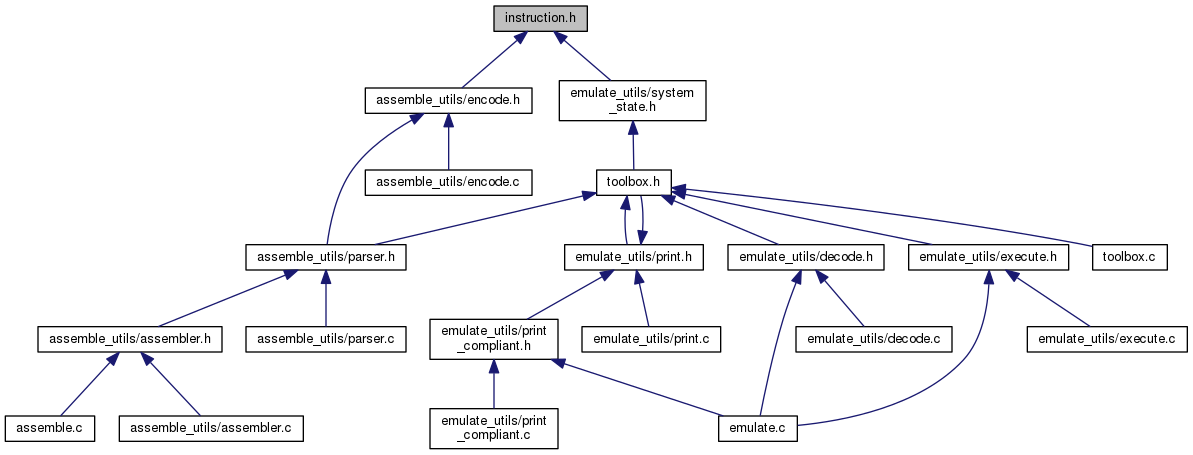 instruction.h
assemble_utils/encode.h
emulate_utils/system
_state.h
assemble_utils/encode.c
toolbox.h
assemble_utils/parser.h
emulate_utils/print.h
emulate_utils/decode.h
emulate_utils/execute.h
toolbox.c
assemble_utils/assembler.h
assemble_utils/parser.c
emulate_utils/print
_compliant.h
emulate_utils/print.c
emulate_utils/decode.c
emulate_utils/execute.c
assemble.c
assemble_utils/assembler.c
emulate_utils/print
_compliant.c
emulate.c